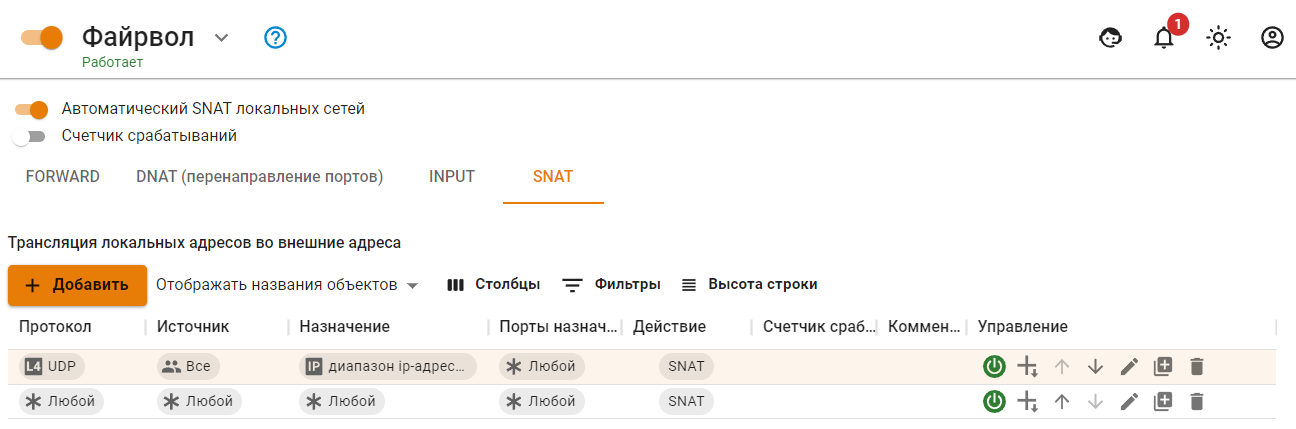 Файрвол
1
Работает
Автоматический SNAT локальных сетей
Счетчик срабатываний
FORWARD DNAT (перенаправление портов) INPUT SNAT
Трансляция локальных адресов во внешние адреса
Добавить Отображать названия объектов Столбцы Фильтры Высота строки
Протокол Источник Назначение Порты назнач... Действие Счетчик сраб... Коммен... Управление
L4 UDP Все IP диапазон ip-адрес... Любой SNAT
Любой Любой Любой Любой SNAT